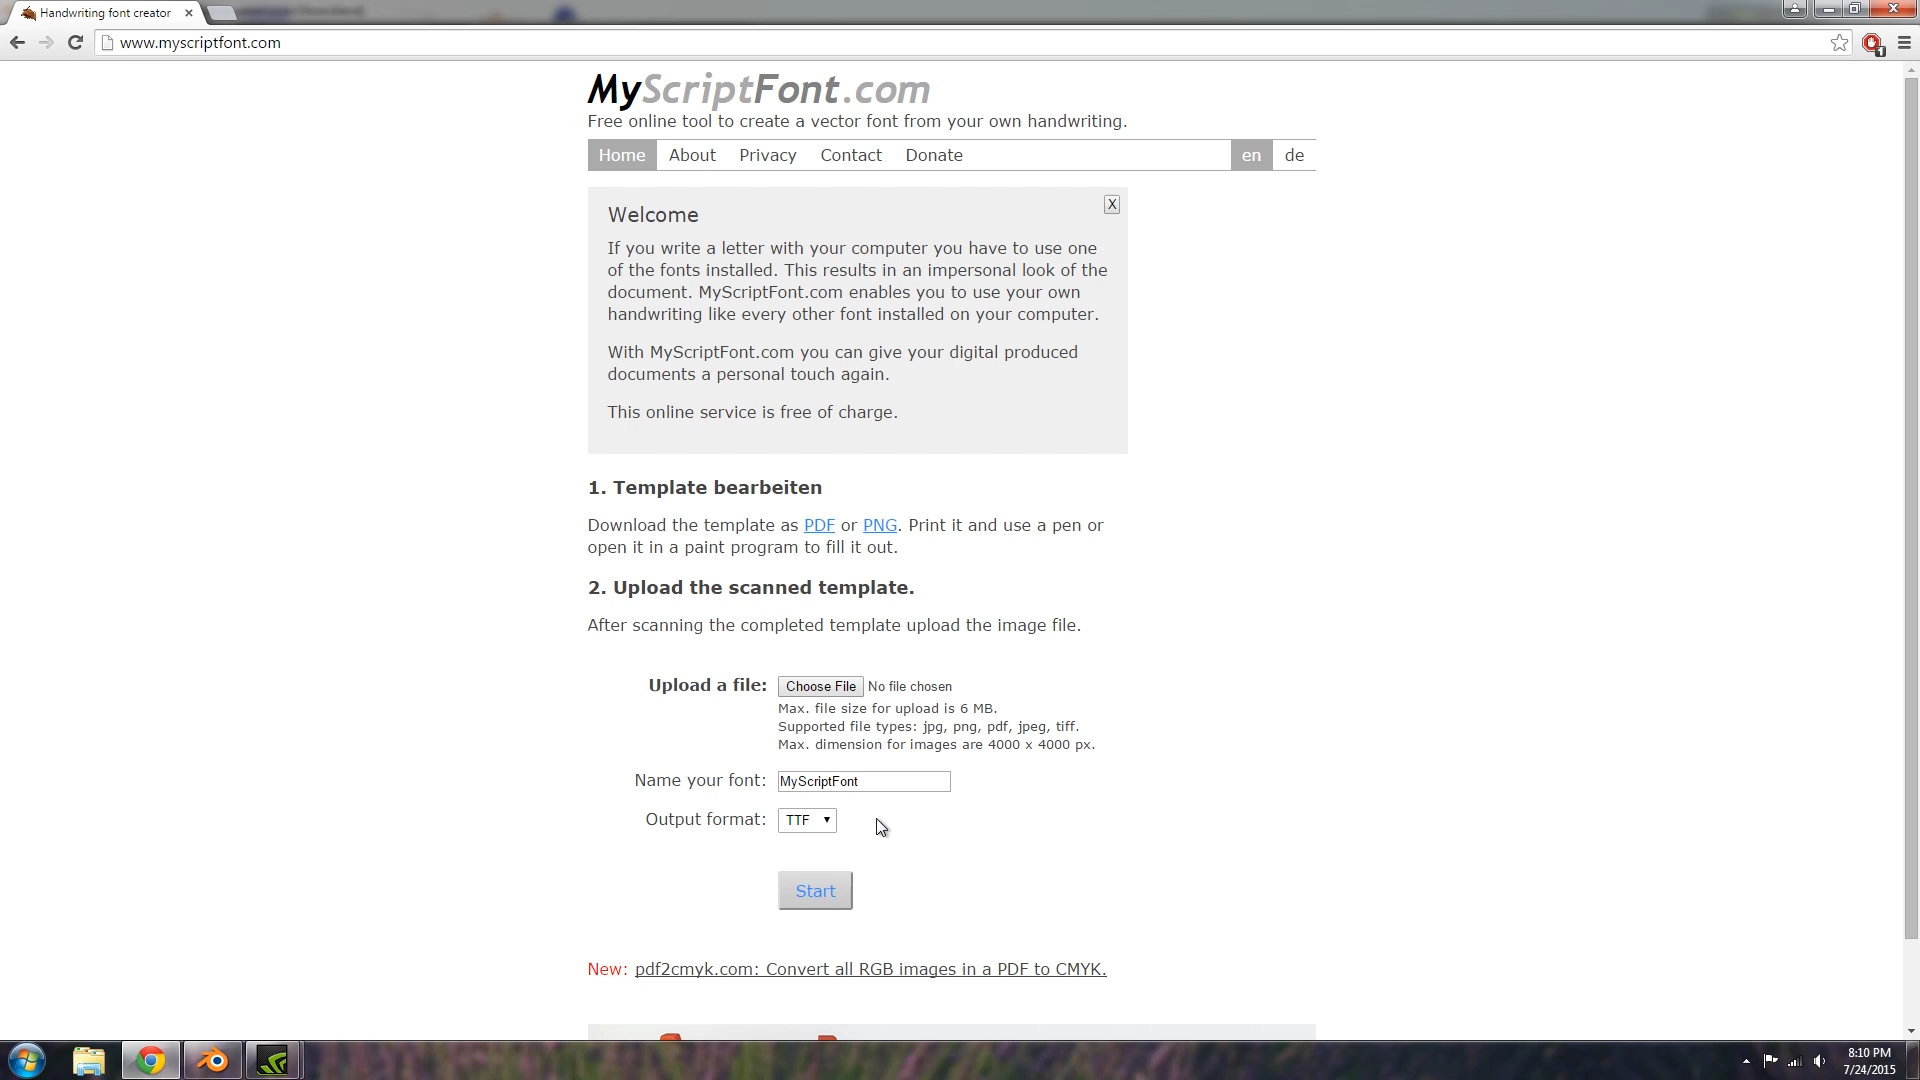 Handwriting font creator
www.myscriptfont.com
MyScriptFont.com
Free online tool to create a vector font from your own handwriting.
Home About Privacy Contact Donate en de
Welcome
X
If you write a letter with your computer you have to use one
of the fonts installed. This results in an impersonal look of the
document. MyScriptFont.com enables you to use your own
handwriting like every other font installed on your computer.
With MyScriptFont.com you can give your digital produced
documents a personal touch again.
This online service is free of charge.
1. Template bearbeiten
Download the template as PDF or PNG. Print it and use a pen or
open it in a paint program to fill it out.
2. Upload the scanned template.
After scanning the completed template upload the image file.
Upload a file: Choose File No file chosen
Max. file size for upload is 6 MB.
Supported file types: jpg, png, pdf, jpeg, tiff.
Max. dimension for images are 4000 x 4000 px.
Name your font: MyScriptFont
Output format: TTF
Start
New: pdf2cmyk.com: Convert all RGB images in a PDF to CMYK.
8:10 PM
7/24/2015